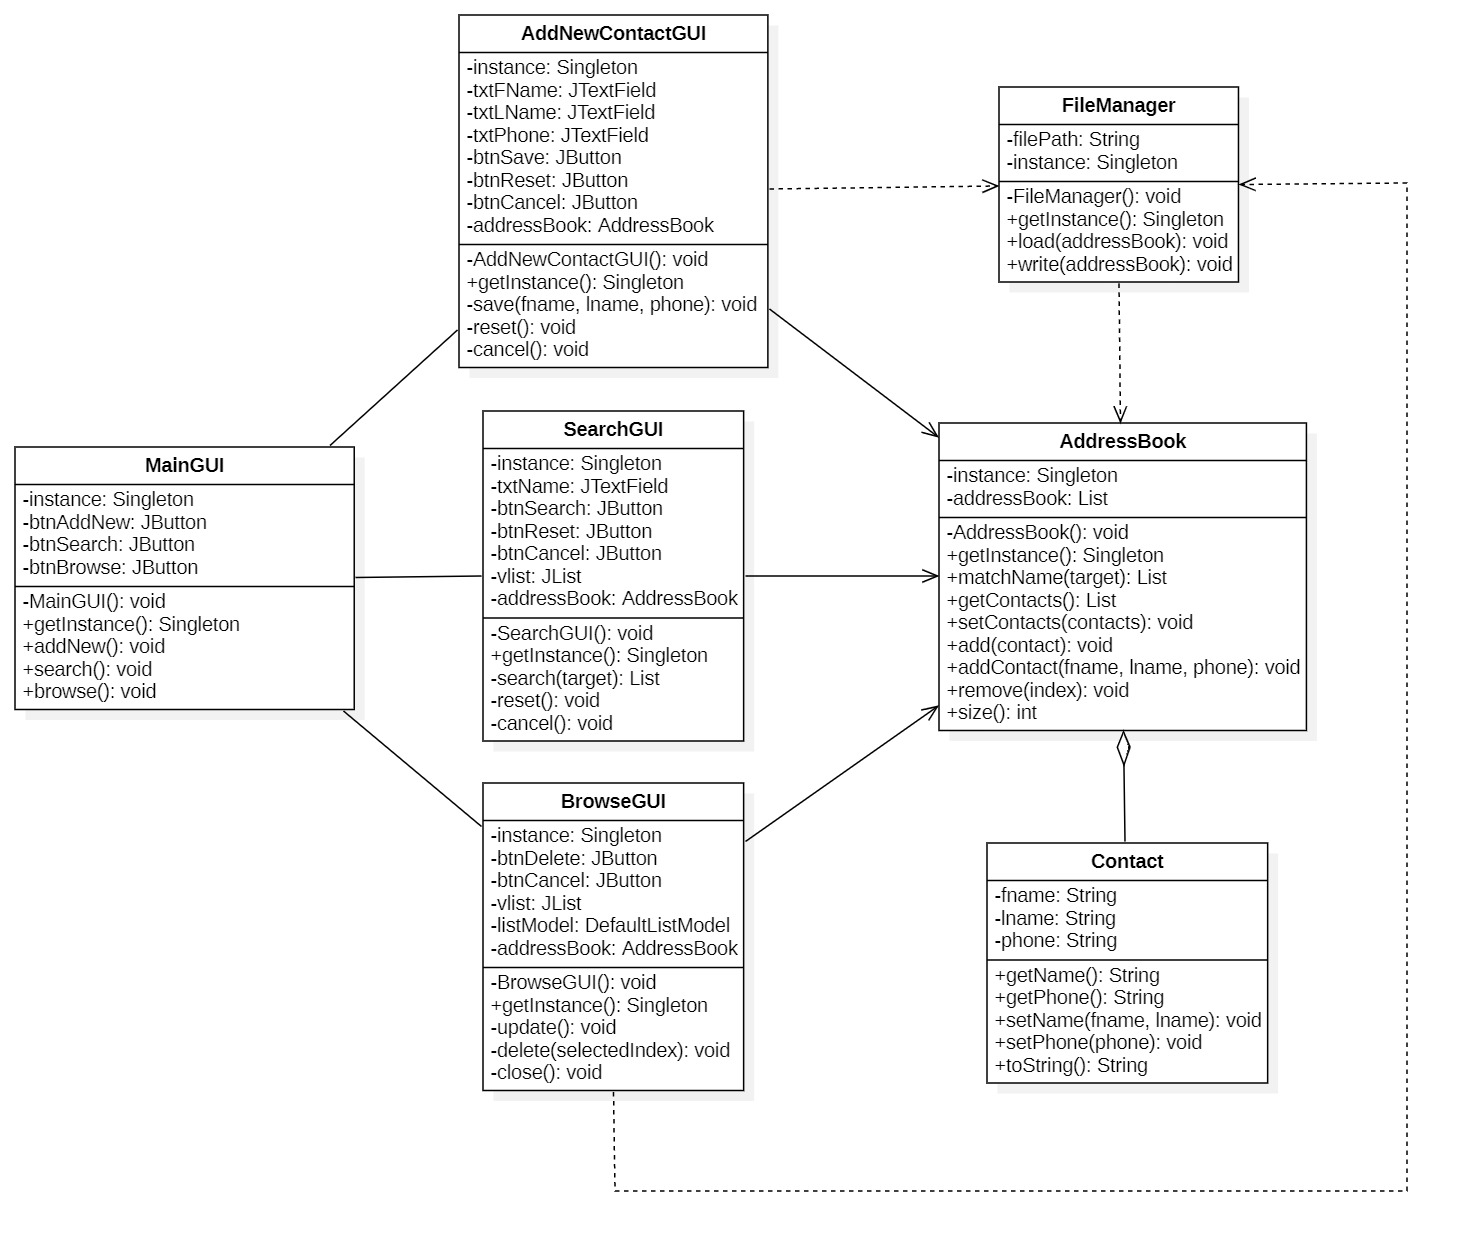 AddNewContactGUI
-instance: Singleton
-txtFName: JTextField
-txtLName: JTextField
-txtPhone: JTextField
-btnSave: JButton
-btnReset: JButton
-btnCancel: JButton
-addressBook: AddressBook
-AddNewContactGUI(): void
+getInstance(): Singleton
-save(fname, lname, phone): void
-reset(): void
-cancel(): void
FileManager
-filePath: String
-instance: Singleton
-FileManager(): void
+getInstance(): Singleton
+load(addressBook): void
+write(addressBook): void
MainGUI
-instance: Singleton
-btnAddNew: JButton
-btnSearch: JButton
-btnBrowse: JButton
-MainGUI(): void
+getInstance(): Singleton
+addNew(): void
+search(): void
+browse(): void
SearchGUI
-instance: Singleton
-txtName: JTextField
-btnSearch: JButton
-btnReset: JButton
-btnCancel: JButton
-vlist: JList
-addressBook: AddressBook
-SearchGUI(): void
+getInstance(): Singleton
-search(target): List
-reset(): void
-cancel(): void
AddressBook
-instance: Singleton
-addressBook: List
-AddressBook(): void
+getInstance(): Singleton
+matchName(target): List
+getContacts(): List
+setContacts(contacts): void
+add(contact): void
+addContact(fname, lname, phone): void
+remove(index): void
+size(): int
BrowseGUI
-instance: Singleton
-btnDelete: JButton
-btnCancel: JButton
-vlist: JList
-listModel: DefaultListModel
-addressBook: AddressBook
-BrowseGUI(): void
+getInstance(): Singleton
-update(): void
-delete(selectedIndex): void
-close(): void
Contact
-fname: String
-lname: String
-phone: String
+getName(): String
+getPhone(): String
+setName(fname, lname): void
+setPhone(phone): void
+toString(): String